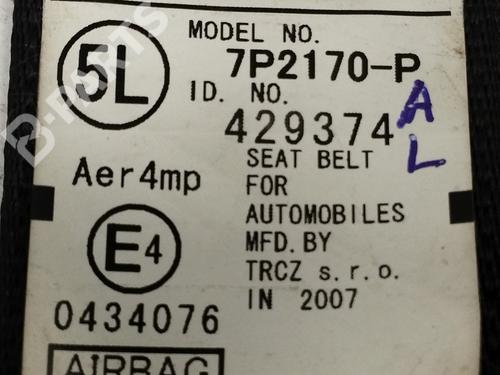 MODEL NO.
5L
7P2170-P
ID. NO.
429374
A
L
Aer4mp
SEAT BELT
FOR
AUTOMOBILES
E4
MFD. BY
TRCZ s.r.o.
0434076
IN 2007
AIRBAG
B-PARTS